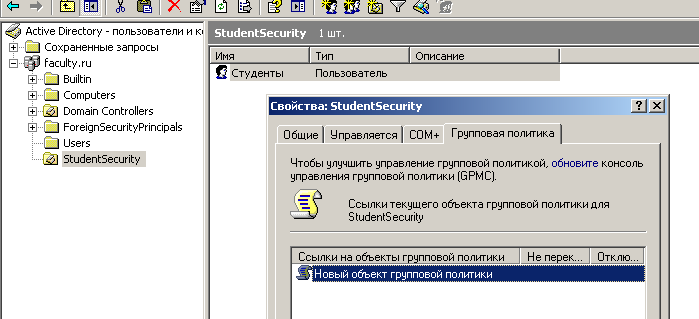 Active Directory - пользователи и ко
Сохраненные запросы
faculty.ru
Builtin
Computers
Domain Controllers
ForeignSecurityPrincipals
Users
StudentSecurity
StudentSecurity 1 шт.
Имя Тип Описание
Студенты Пользователь
Свойства: StudentSecurity
Общие Управляется COM+ Групповая политика
Чтобы улучшить управление групповой политикой, обновите консоль
управления групповой политики (GPMC).
Ссылки текущего объекта групповой политики для
StudentSecurity
Ссылки на объекты групповой политики Не перек... Отклю...
Новый объект групповой политики